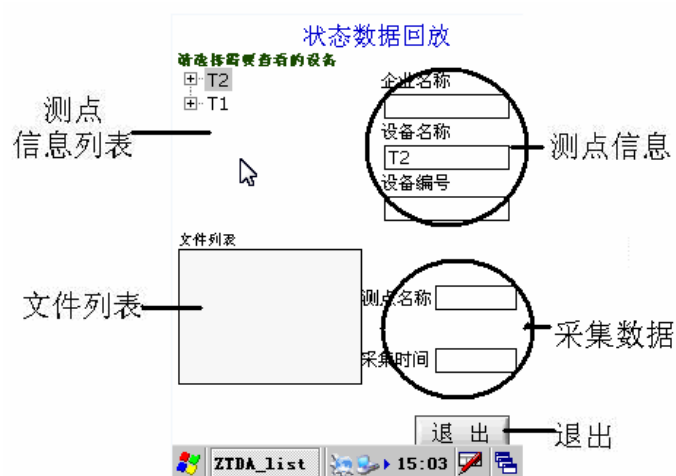 状态数据回放
请选择需要查看的设备
T2
T1
测点
信息列表
企业名称
设备名称
T2
设备编号
测点信息
文件列表
文件列表
测点名称
采集时间
采集数据
退 出
退出
ZTDA_list
15:03